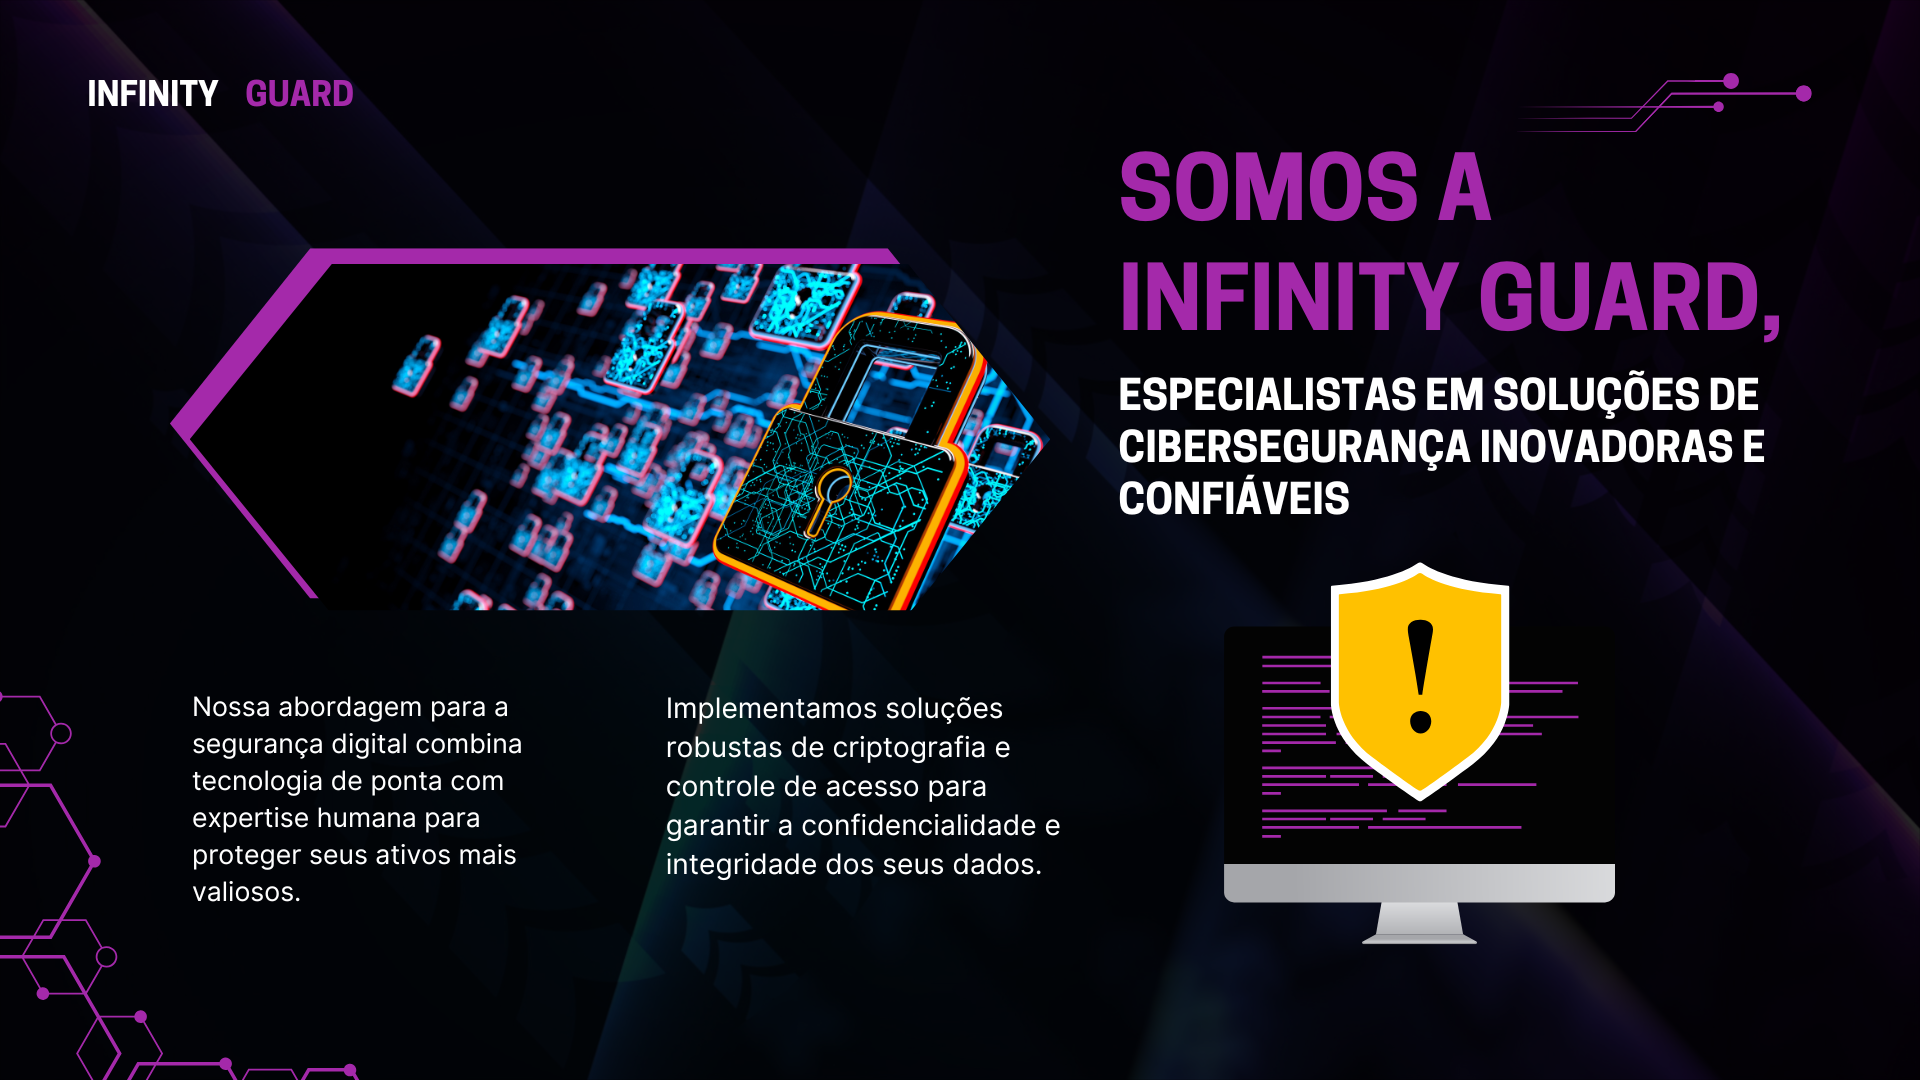 INFINITY GUARD
SOMOS A
INFINITY GUARD,
ESPECIALISTAS EM SOLUÇÕES DE
CIBERSEGURANÇA INOVADORAS E
CONFIÁVEIS
Nossa abordagem para a
segurança digital combina
tecnologia de ponta com
expertise humana para
proteger seus ativos mais
valiosos.
Implementamos soluções
robustas de criptografia e
controle de acesso para
garantir a confidencialidade e
integridade dos seus dados.
!